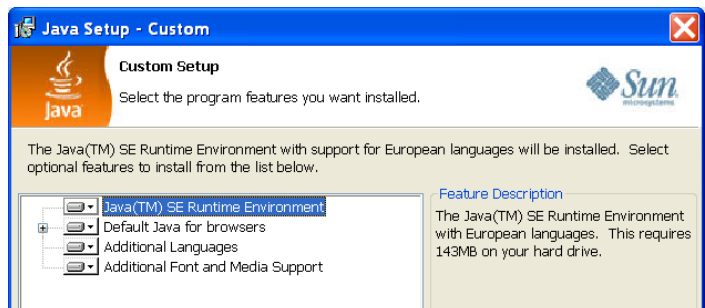 Java Setup - Custom
Custom Setup
Select the program features you want installed.
Java
Sun
microsystems
The Java(TM) SE Runtime Environment with support for European languages will be installed. Select
optional features to install from the list below.
Java(TM) SE Runtime Environment
Default Java for browsers
Additional Languages
Additional Font and Media Support
Feature Description
The Java(TM) SE Runtime Environment
with European languages. This requires
143MB on your hard drive.